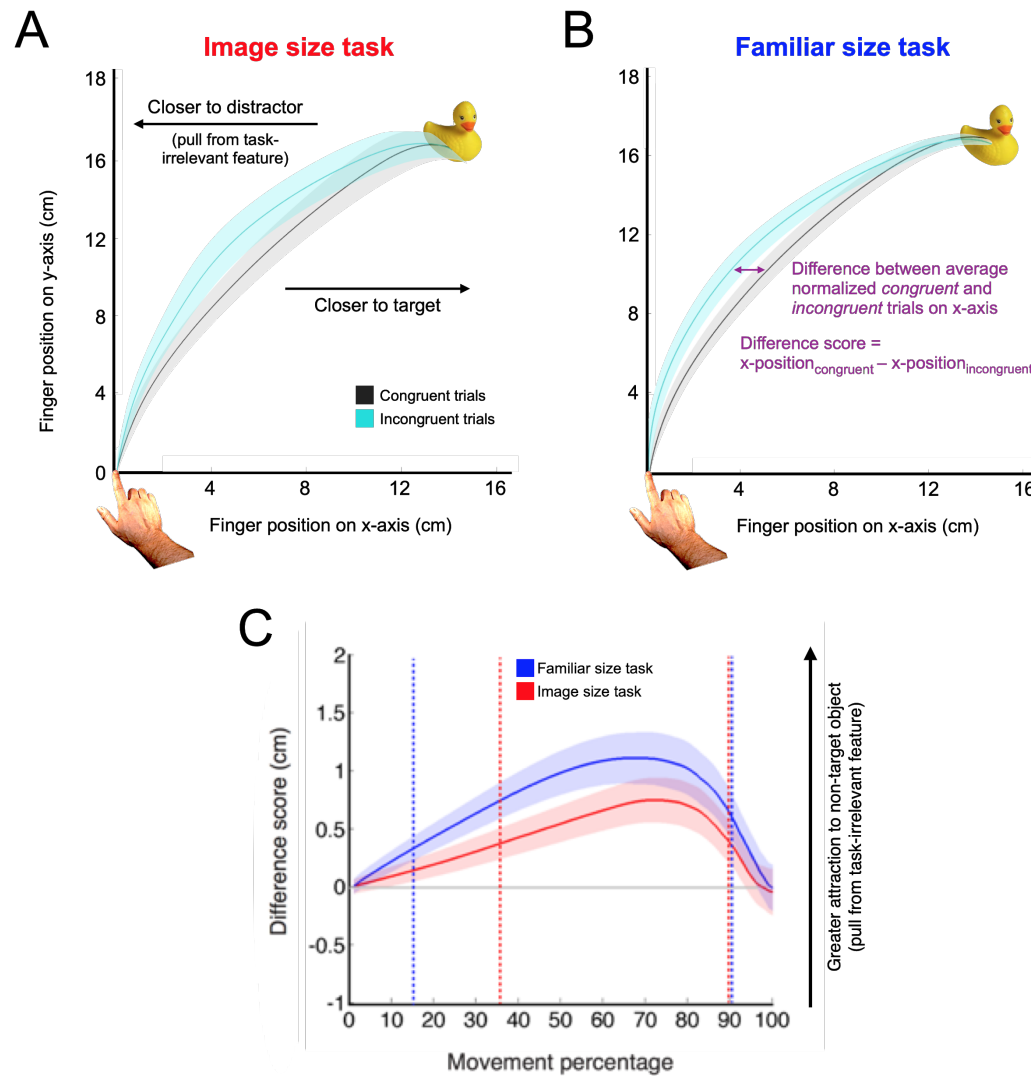 A
Image size task
18
16
12
8
4
0
Closer to distractor
(pull from task-
irrelevant feature)
Closer to target
Congruent trials
Incongruent trials
4
8
12
16
Finger position on y-axis (cm)
Finger position on x-axis (cm)
B
Familiar size task
18
16
12
8
4
Difference between average
normalized congruent and
incongruent trials on x-axis
Difference score =
x-position congruent – x-position incongruent
4
8
12
16
Finger position on x-axis (cm)
C
Familiar size task
Image size task
2
1.5
1
0.5
0
-0.5
-1
Difference score (cm)
0 10 20 30 40 50 60 70 80 90 100
Movement percentage
Greater attraction to non-target object
(pull from task-irrelevant feature)